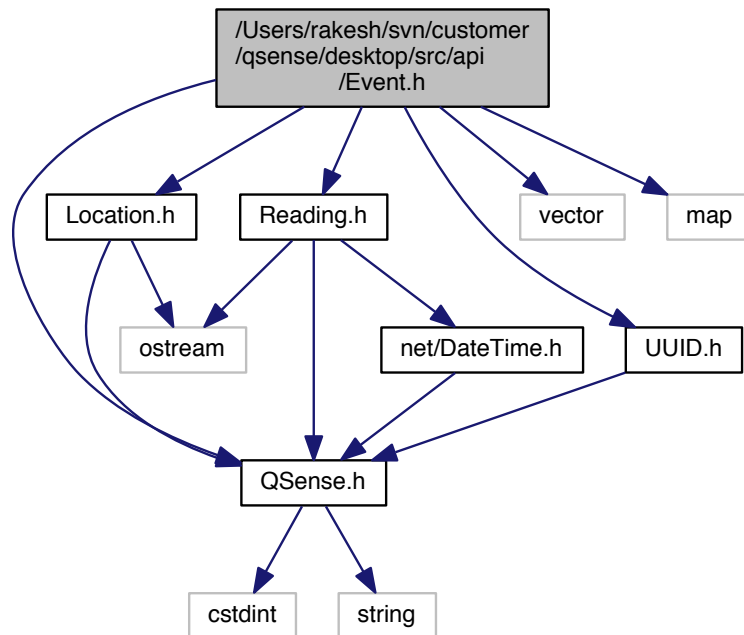 /Users/rakesh/svn/customer
/qsense/desktop/src/api
/Event.h
Location.h
Reading.h
vector
map
ostream
net/DateTime.h
UUID.h
QSense.h
cstdint
string